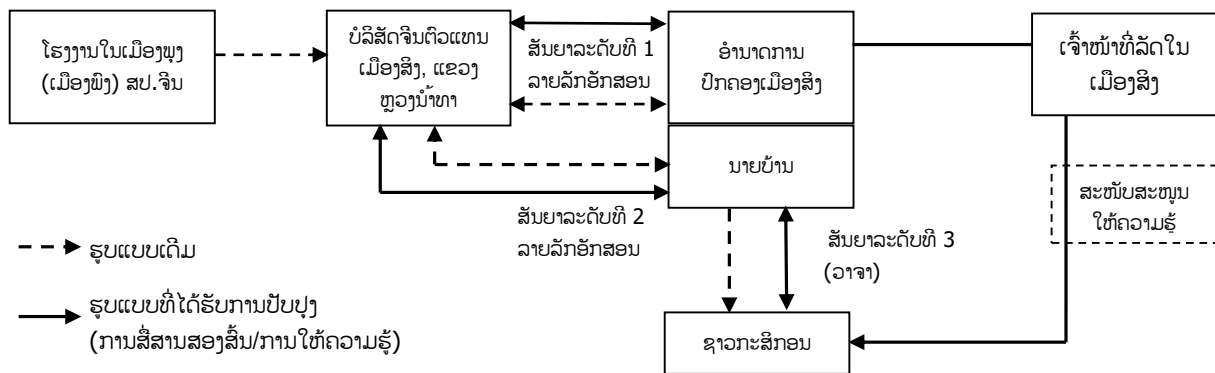 ໂຮງງານໃນເມືອງພຸງ
(ເມືອງພົງ) ສປ.ຈີນ
ບໍລິສັດຈີນຕົວແທນ
ເມືອງສິງ, ແຂວງ
ຫຼວງນໍ້າທາ
ສັນຍາລະດັບທີ 1
ລາຍລັກອັກສອນ
ອໍານາດການ
ປົກຄອງເມືອງສິງ
ເຈົ້າໜ້າທີ່ລັດໃນ
ເມືອງສິງ
ນາຍບ້ານ
ສະໜັບສະໜູນ
ໃຫ້ຄວາມຮູ້
ສັນຍາລະດັບທີ 2
ລາຍລັກອັກສອນ
ສັນຍາລະດັບທີ 3
(ວາຈາ)
ຮູບແບບເດີມ
ຮູບແບບທີ່ໄດ້ຮັບການປັບປຸງ
(ການສື່ສານສອງສົ້ນ/ການໃຫ້ຄວາມຮູ້)
ຊາວກະສິກອນ